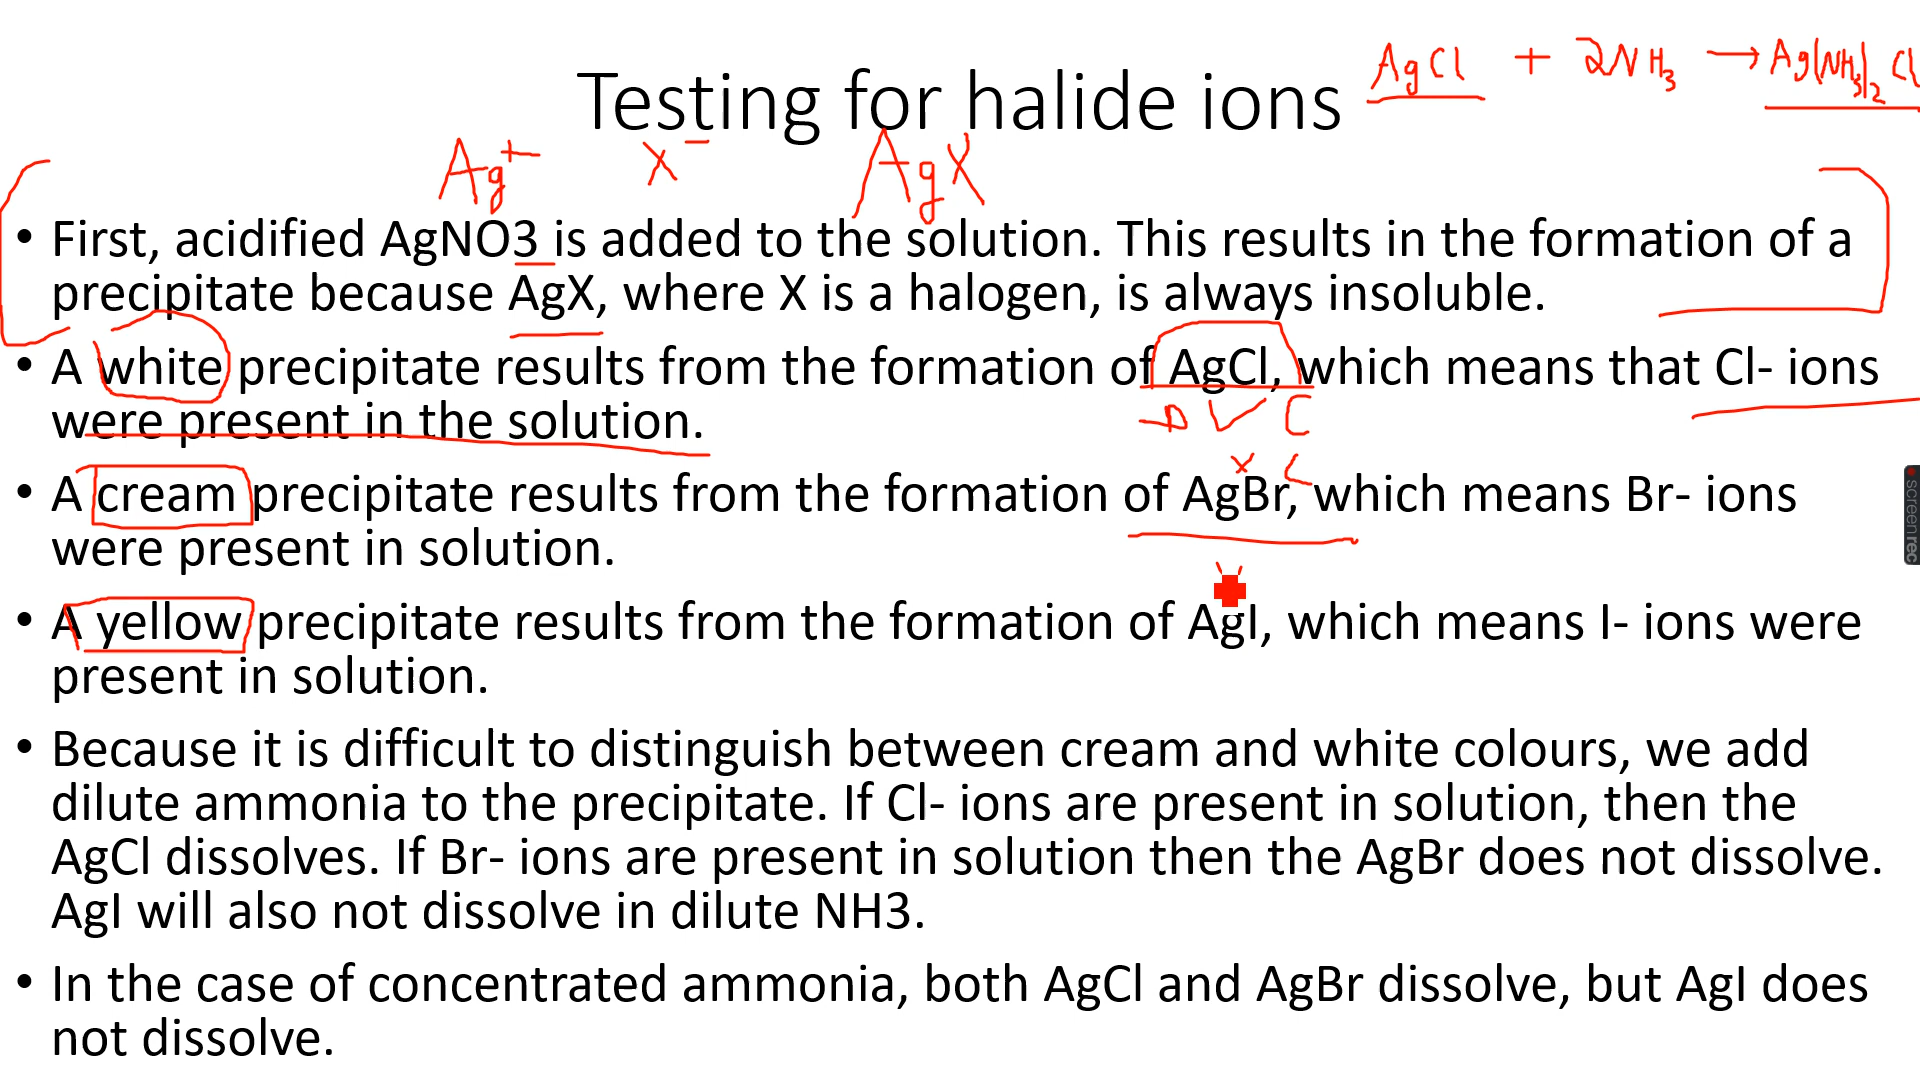 AgCl + 2NH3 → Ag(NH3)2 Cl
Testing for halide ions
Ag+ X- AgX
• First, acidified AgNO3 is added to the solution. This results in the formation of a
precipitate because AgX, where X is a halogen, is always insoluble.
• A white precipitate results from the formation of AgCl, which means that Cl- ions
were present in the solution.
• A cream precipitate results from the formation of AgBr, which means Br- ions
were present in solution.
• A yellow precipitate results from the formation of AgI, which means I- ions were
present in solution.
• Because it is difficult to distinguish between cream and white colours, we add
dilute ammonia to the precipitate. If Cl- ions are present in solution, then the
AgCl dissolves. If Br- ions are present in solution then the AgBr does not dissolve.
AgI will also not dissolve in dilute NH3.
• In the case of concentrated ammonia, both AgCl and AgBr dissolve, but AgI does
not dissolve.
screenrec